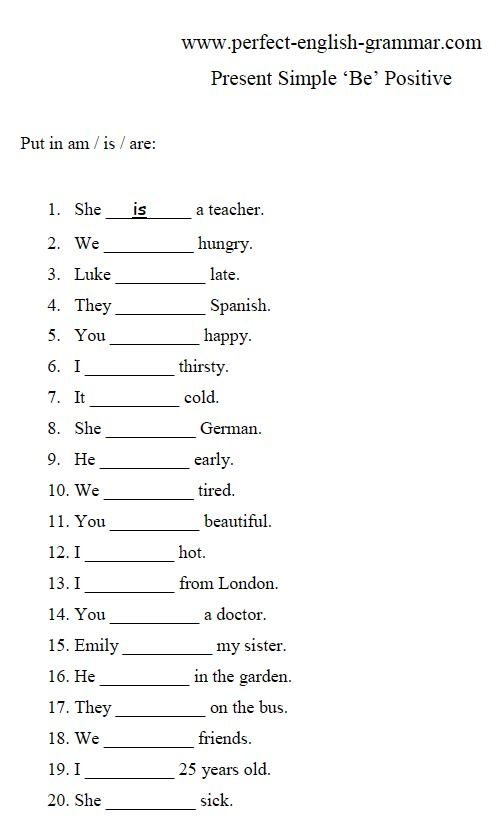 www.perfect-english-grammar.com
Present Simple ‘Be’ Positive
Put in am / is / are:
1. She ___is_____ a teacher.
2. We __________ hungry.
3. Luke __________ late.
4. They __________ Spanish.
5. You __________ happy.
6. I __________ thirsty.
7. It __________ cold.
8. She __________ German.
9. He __________ early.
10. We __________ tired.
11. You __________ beautiful.
12. I __________ hot.
13. I __________ from London.
14. You __________ a doctor.
15. Emily __________ my sister.
16. He __________ in the garden.
17. They __________ on the bus.
18. We __________ friends.
19. I __________ 25 years old.
20. She __________ sick.